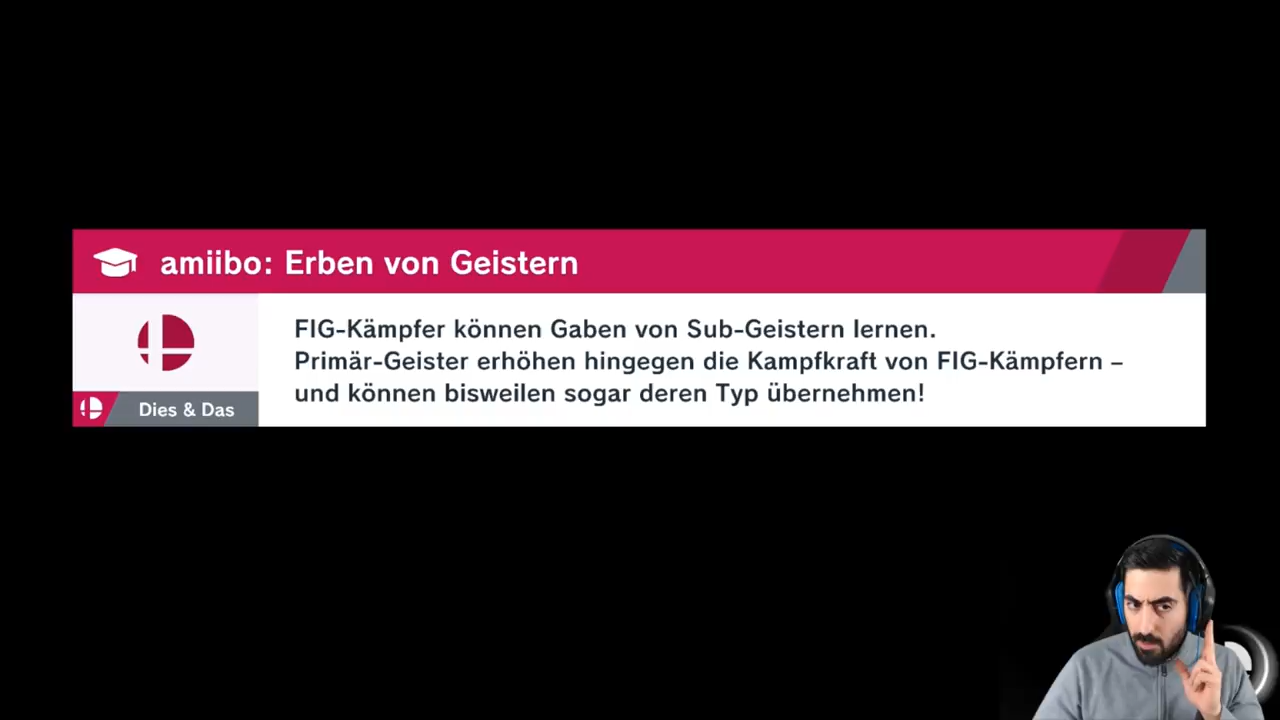 amiibo: Erben von Geistern
FIG-Kämpfer können Gaben von Sub-Geistern lernen.
Primär-Geister erhöhen hingegen die Kampfkraft von FIG-Kämpfern –
und können bisweilen sogar deren Typ übernehmen!
Dies & Das